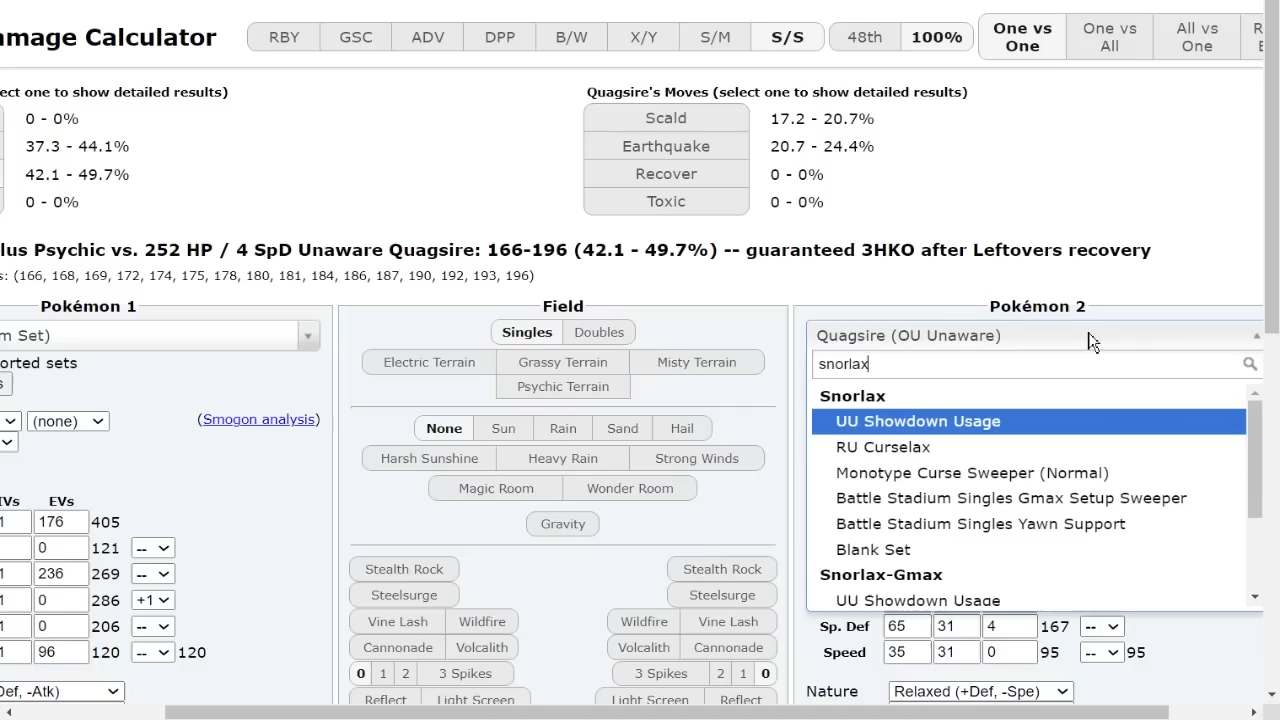 amage Calculator
RBY GSC ADV DPP B/W X/Y S/M S/S 48th 100% One vs One One vs All All vs One
ect one to show detailed results) Quagsire's Moves (select one to show detailed results)
0 - 0% Scald 17.2 - 20.7%
37.3 - 44.1% Earthquake 20.7 - 24.4%
42.1 - 49.7% Recover 0 - 0%
0 - 0% Toxic 0 - 0%
lus Psychic vs. 252 HP / 4 SpD Unaware Quagsire: 166-196 (42.1 - 49.7%) -- guaranteed 3HKO after Leftovers recovery
s: (166, 168, 169, 172, 174, 175, 178, 180, 181, 184, 186, 187, 190, 192, 193, 196)
Pokémon 1 Field Pokémon 2
m Set) Singles Doubles Quagsire (OU Unaware)
orted sets Electric Terrain Grassy Terrain Misty Terrain snorlax
s Psychic Terrain
Snorlax
(none) (Smogon analysis) None Sun Rain Sand Hail UU Showdown Usage
RU Curselax
Harsh Sunshine Heavy Rain Strong Winds Monotype Curse Sweeper (Normal)
Magic Room Wonder Room Battle Stadium Singles Gmax Setup Sweeper
IVs EVs
1 176 405 Gravity Battle Stadium Singles Yawn Support
0 121 -- Blank Set
1 236 269 -- Stealth Rock Stealth Rock Snorlax-Gmax
1 0 286 +1 Steelsurge Steelsurge UU Showdown Usage
1 0 206 -- Vine Lash Wildfire Wildfire Vine Lash Sp. Def 65 31 4 167 --
1 96 120 -- 120 Cannonade Volcalith Volcalith Cannonade Speed 35 31 0 95 -- 95
0 1 2 3 Spikes 3 Spikes 2 1 0
Def, -Atk) Reflect Light Screen Light Screen Reflect Nature Relaxed (+Def, -Spe)